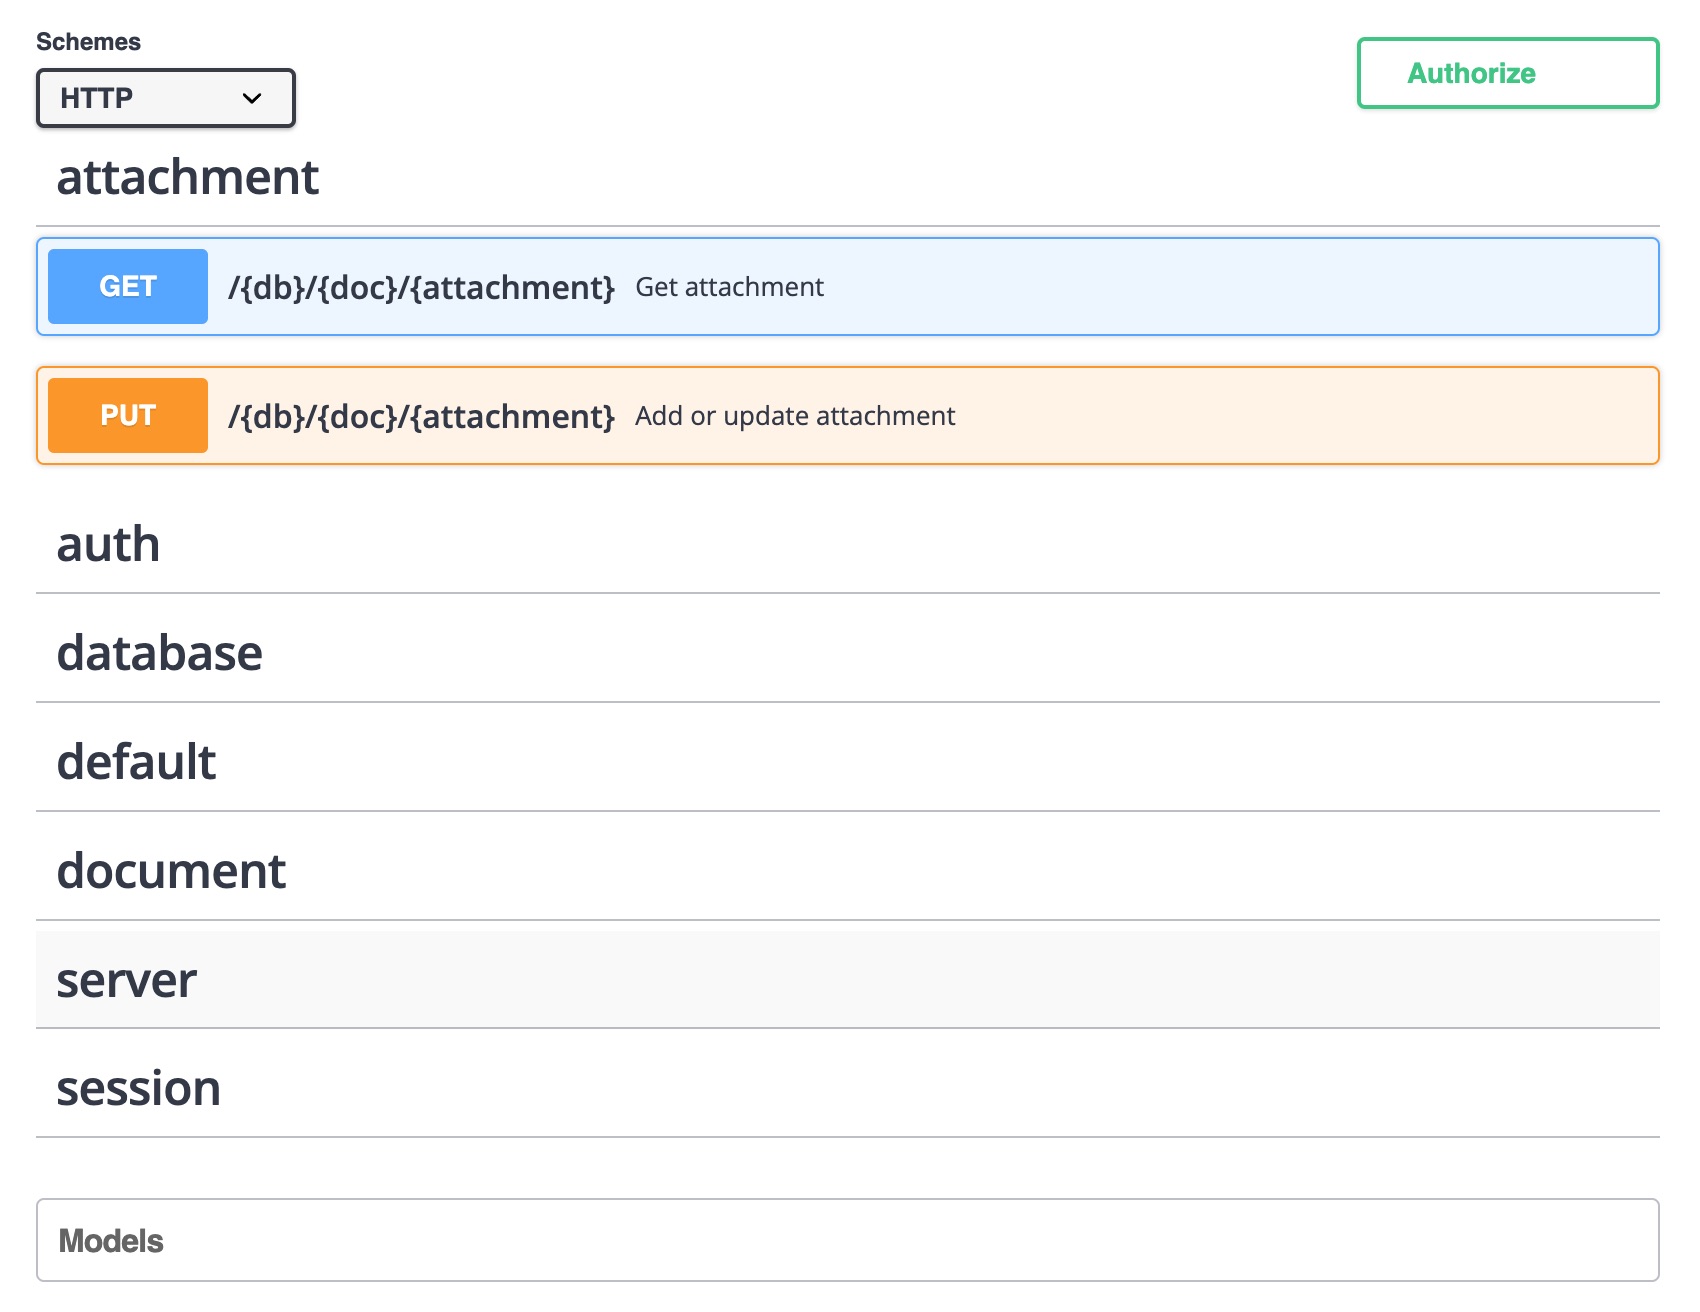 Schemes
HTTP
Authorize
attachment
GET /{db}/{doc}/{attachment} Get attachment
PUT /{db}/{doc}/{attachment} Add or update attachment
auth
database
default
document
server
session
Models